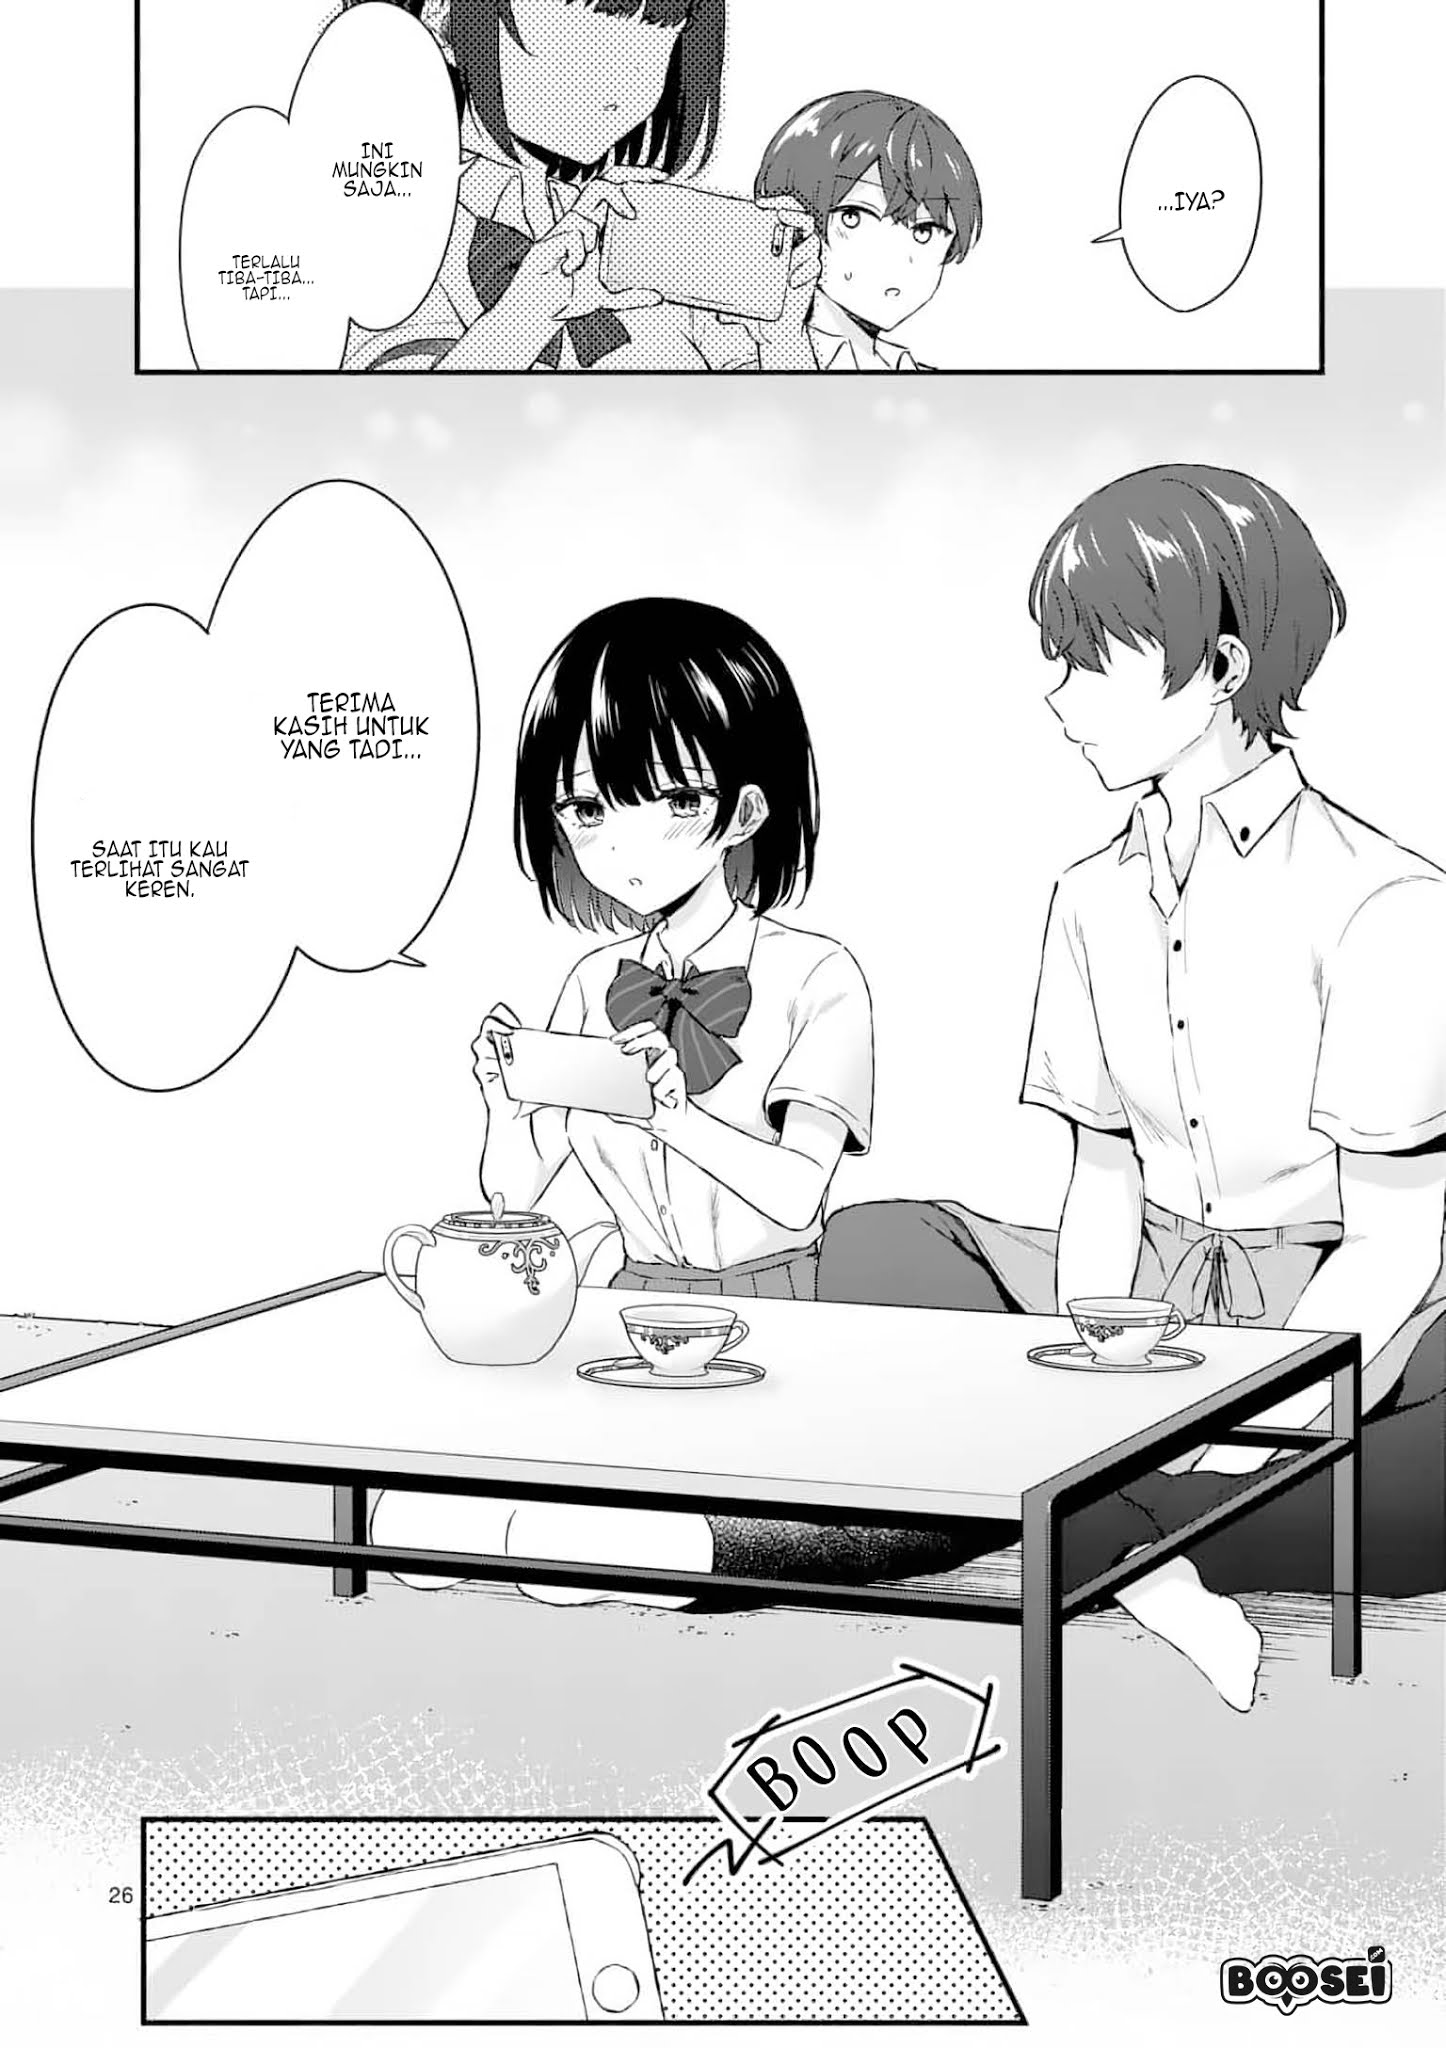 ...IYA?
INI
MUNGKIN
SAJA...
TERLALU
TIBA-TIBA...
TAPI...
TERIMA
KASIH UNTUK
YANG TADI...
SAAT ITU KAU
TERLIHAT SANGAT
KEREN.
BOOP
26
BOOSEI
.COM